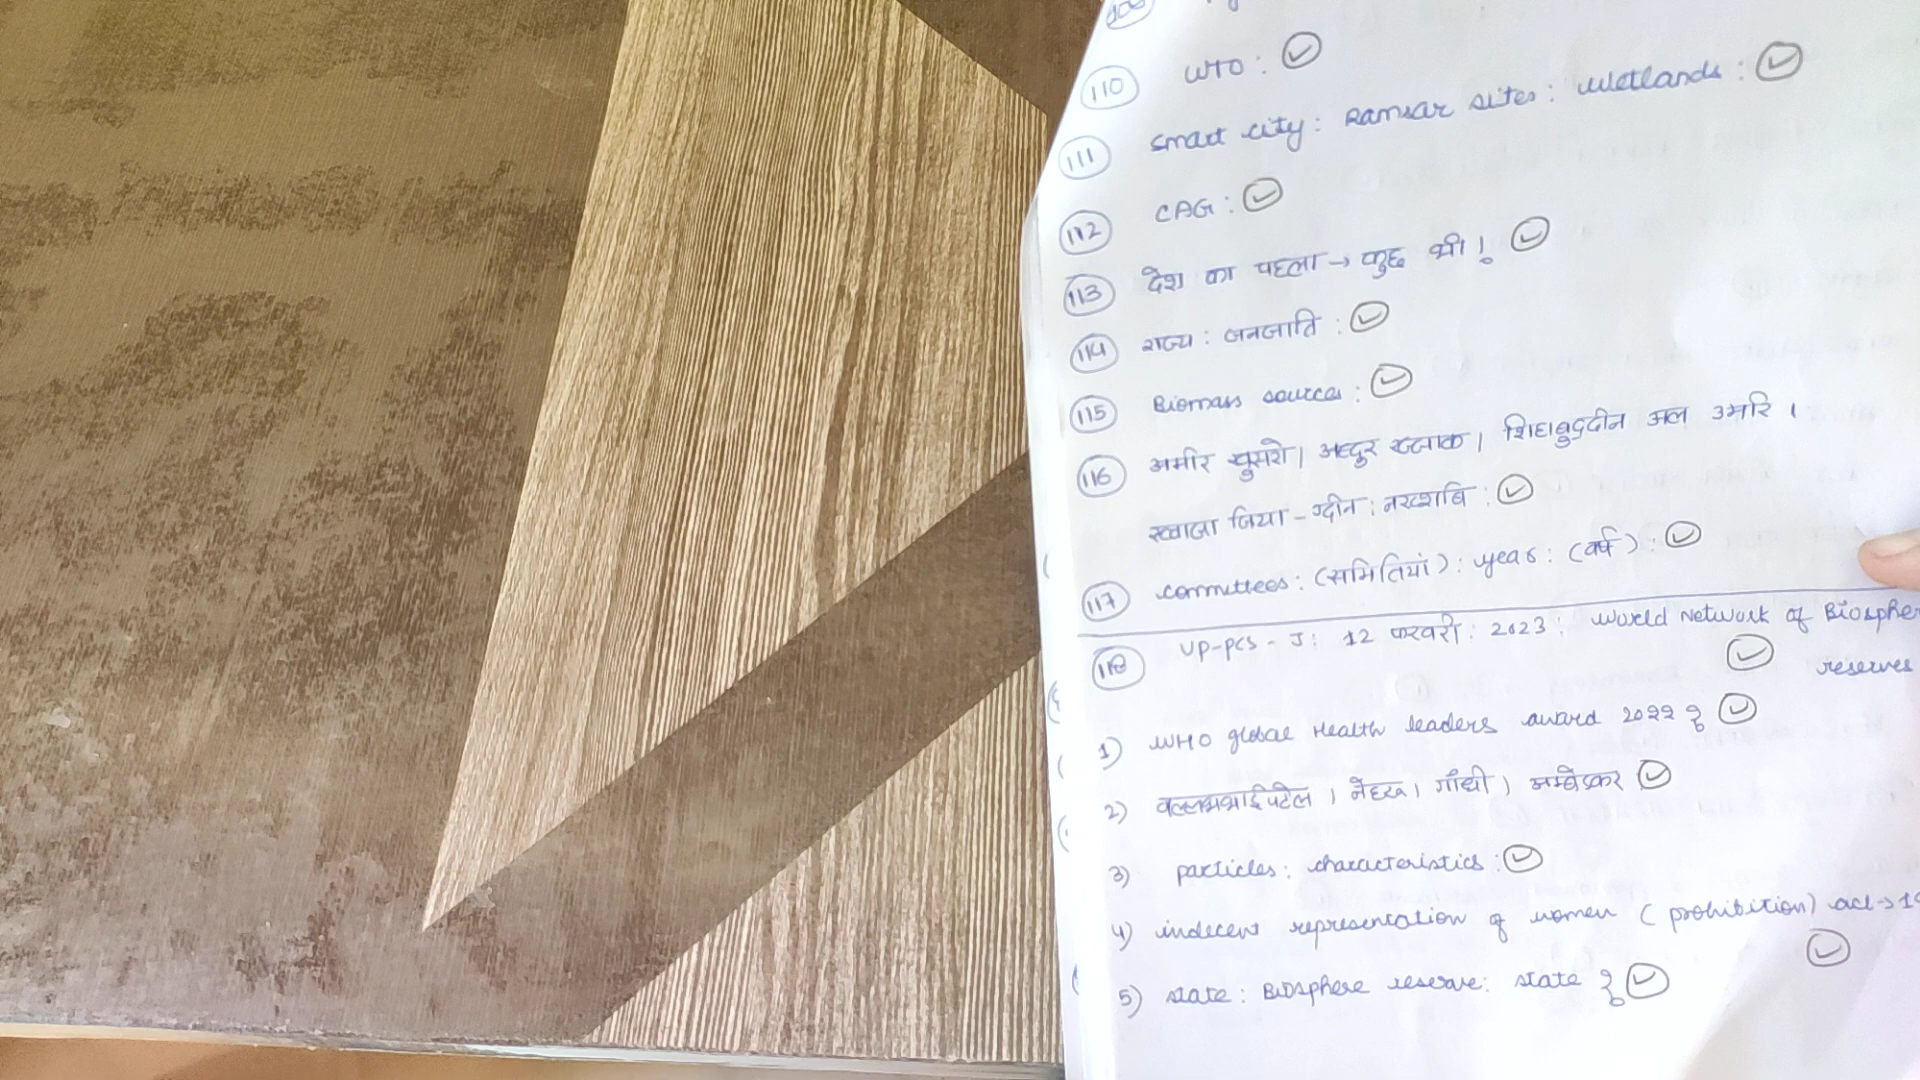 110 WTO :
111 smart city : Ramsar sites : wetlands :
112 CAG :
113 देश का पहला → कुछ भी !
114 राज्य : जनजाति :
115 Biomass sources :
116 अमीर खुसरो । अब्दुर रज्जाक । शिहाबुद्दीन अल उमरि ।
ख्वाजा जिया - उद्दीन : नख्शबि :
117 committees : (समितियां) : year : (वर्ष) :
118 UP-PCS - J : 12 फरवरी : 2023 : World Network of Biospher
reserves
1) WHO global Health leaders award 2022 ?
2) वल्लभभाई पटेल । नेहरू । गाँधी । अम्बेडकर
3) particles : characteristics :
4) indecent representation of women ( prohibition) act → 19
5) state : Biosphere reserve : state ?